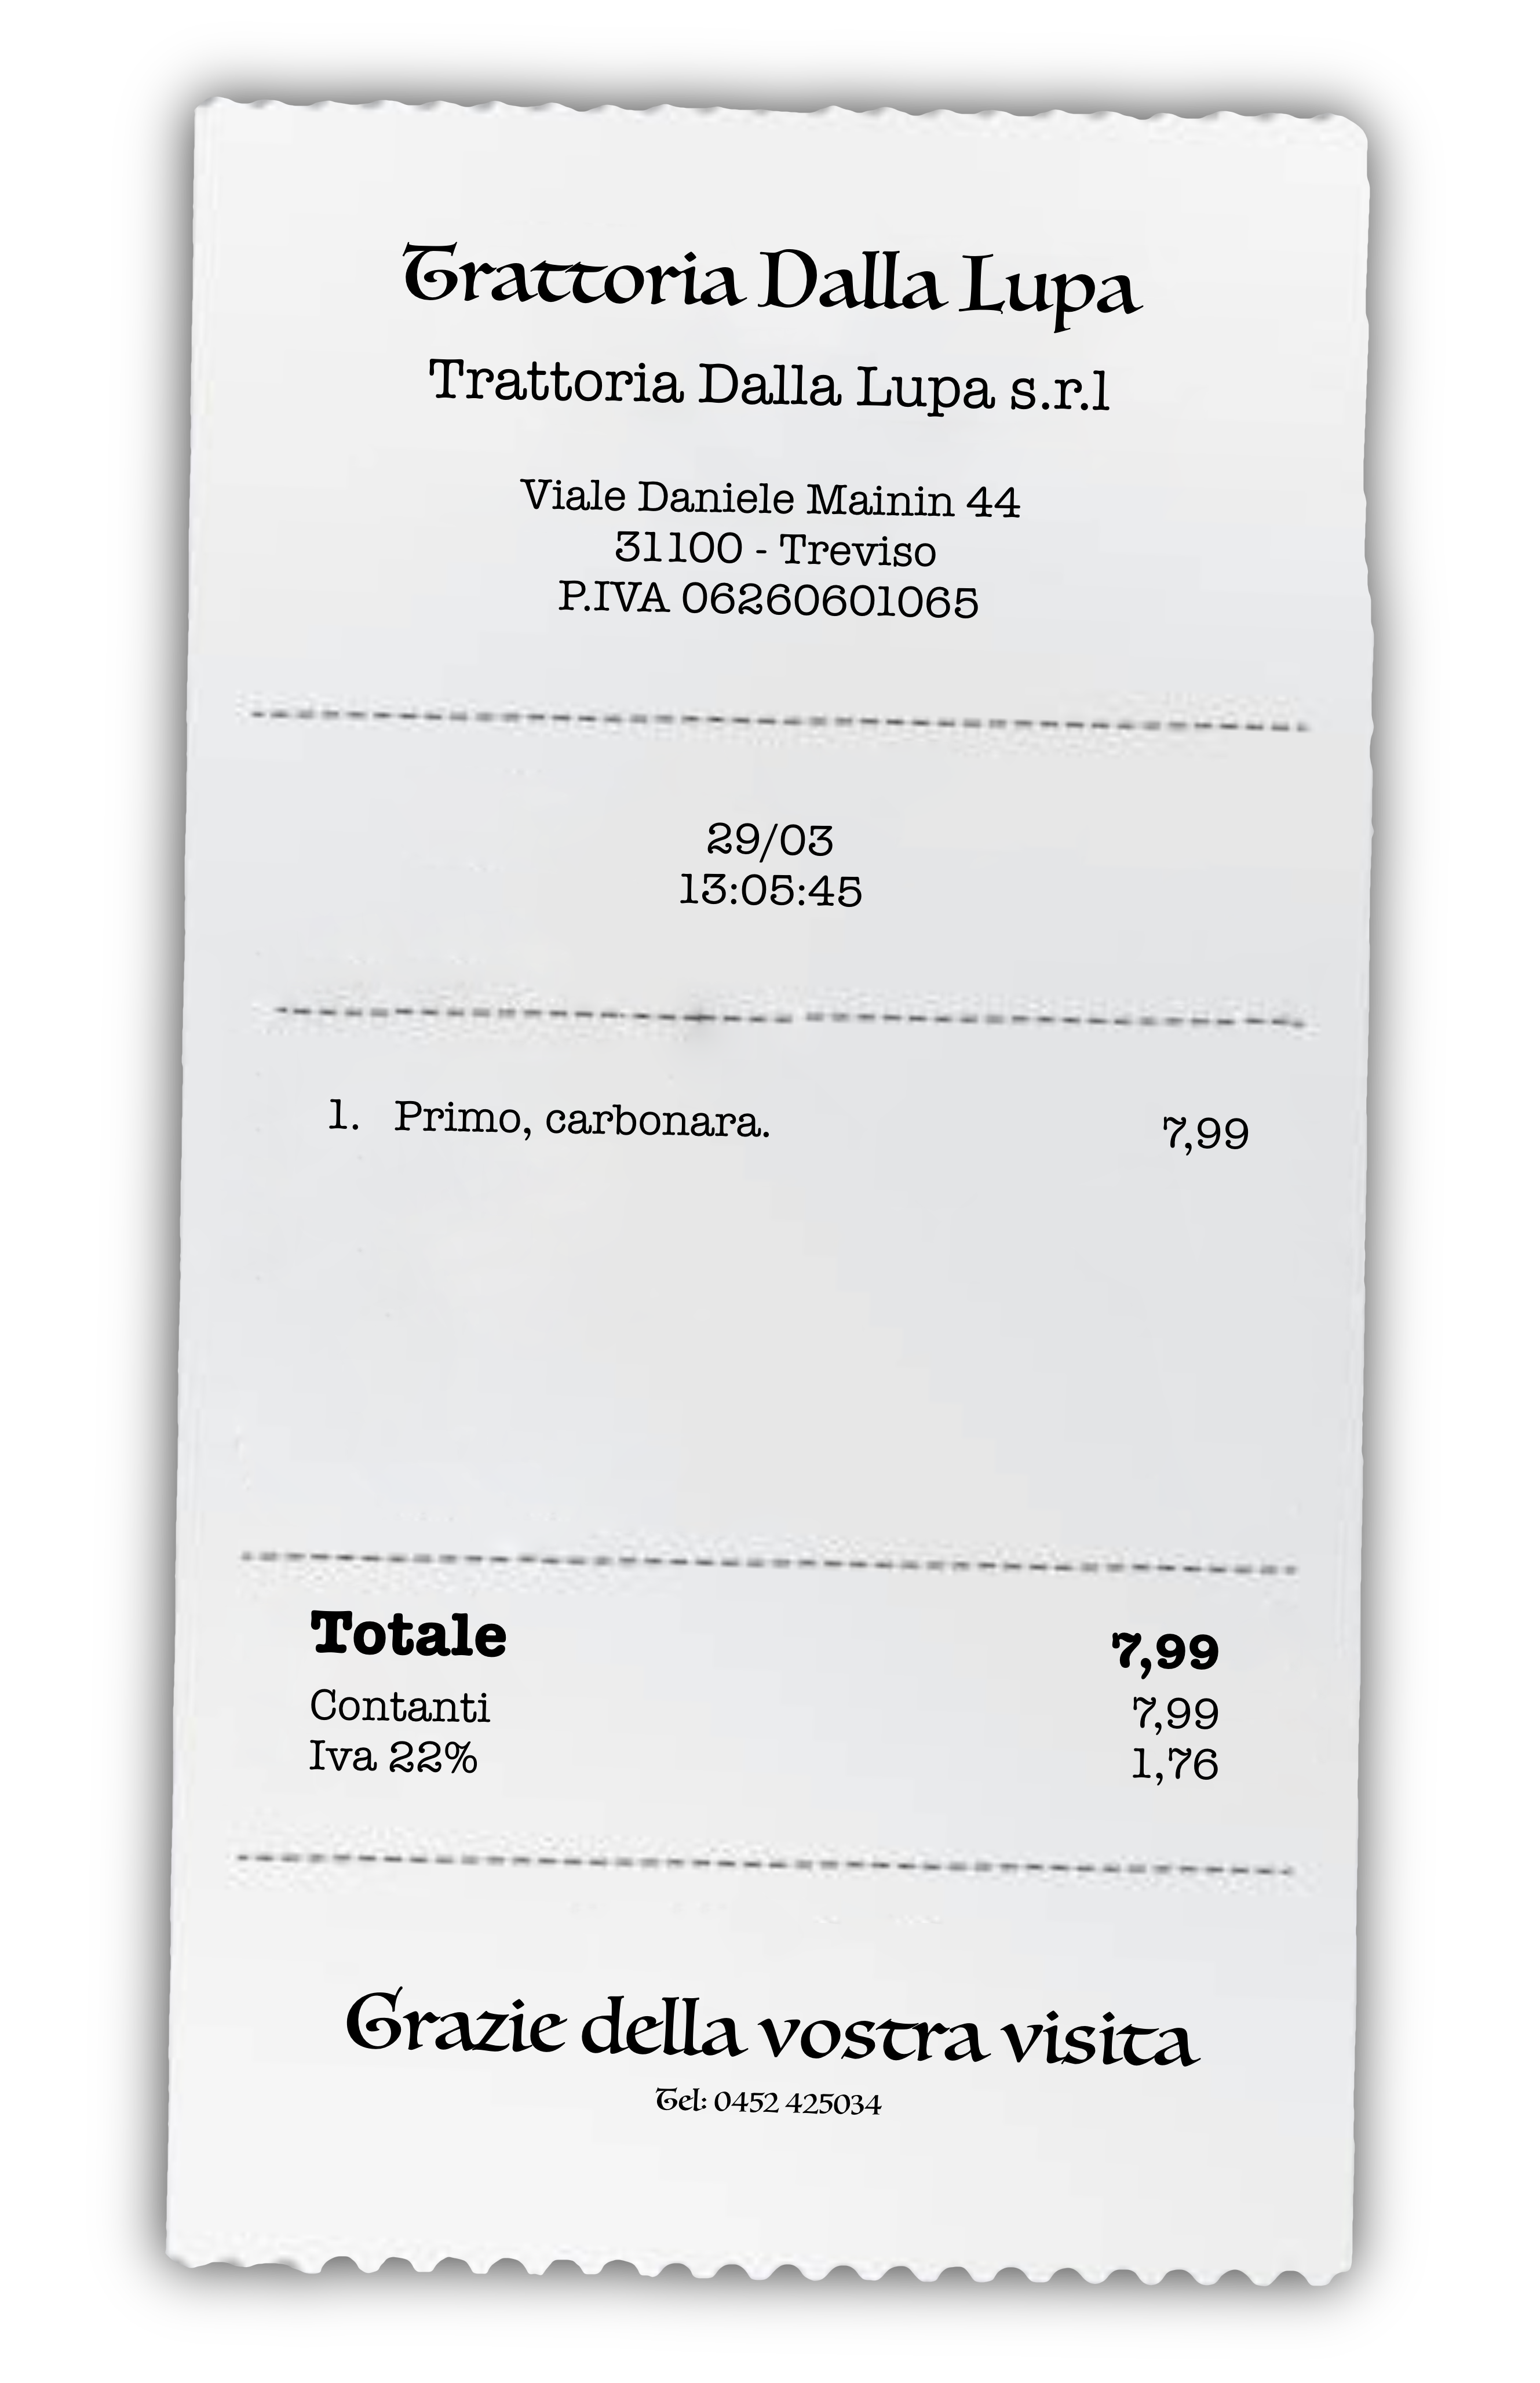 Trattoria Dalla Lupa
Trattoria Dalla Lupa s.r.l
Viale Daniele Mainin 44
31100 - Treviso
P.IVA 06260601065
29/03
13:05:45
1. Primo, carbonara. 7,99
Totale 7,99
Contanti 7,99
Iva 22% 1,76
Grazie della vostra visita
Tel: 0452 425034